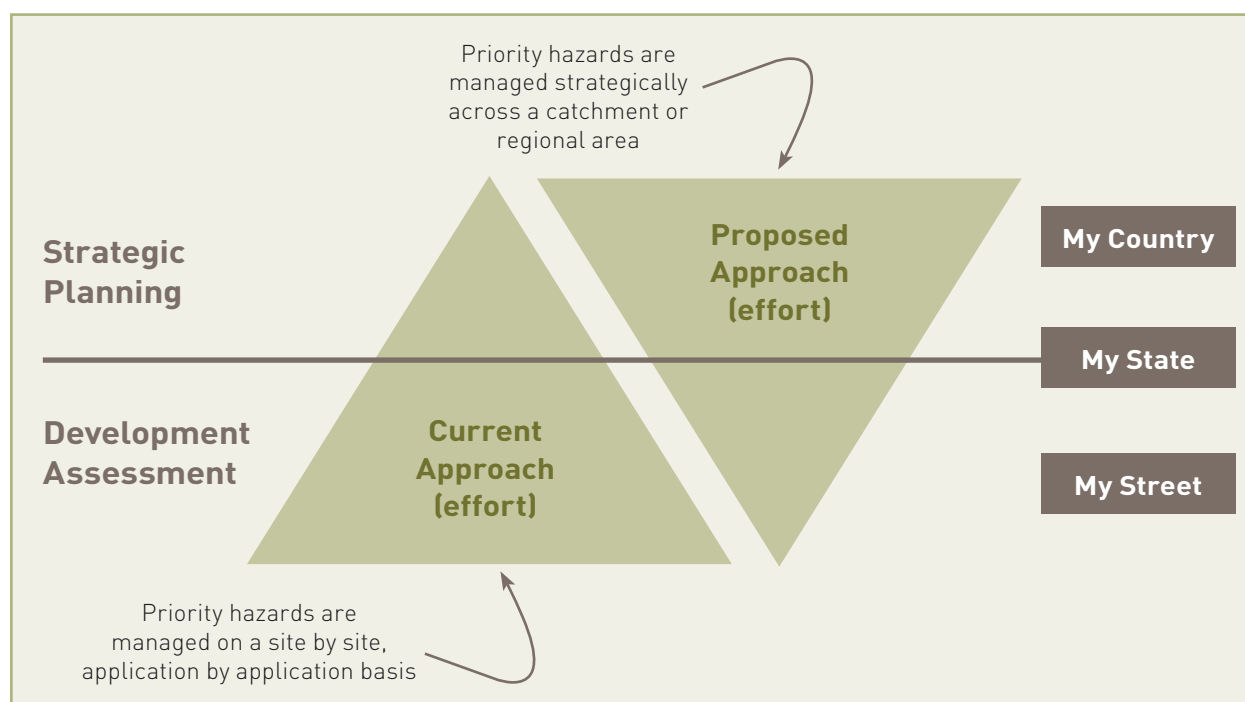 Priority hazards are
managed strategically
across a catchment or
regional area
Strategic
Planning
Proposed
Approach
(effort)
My Country
My State
Development
Assessment
Current
Approach
(effort)
My Street
Priority hazards are
managed on a site by site,
application by application basis